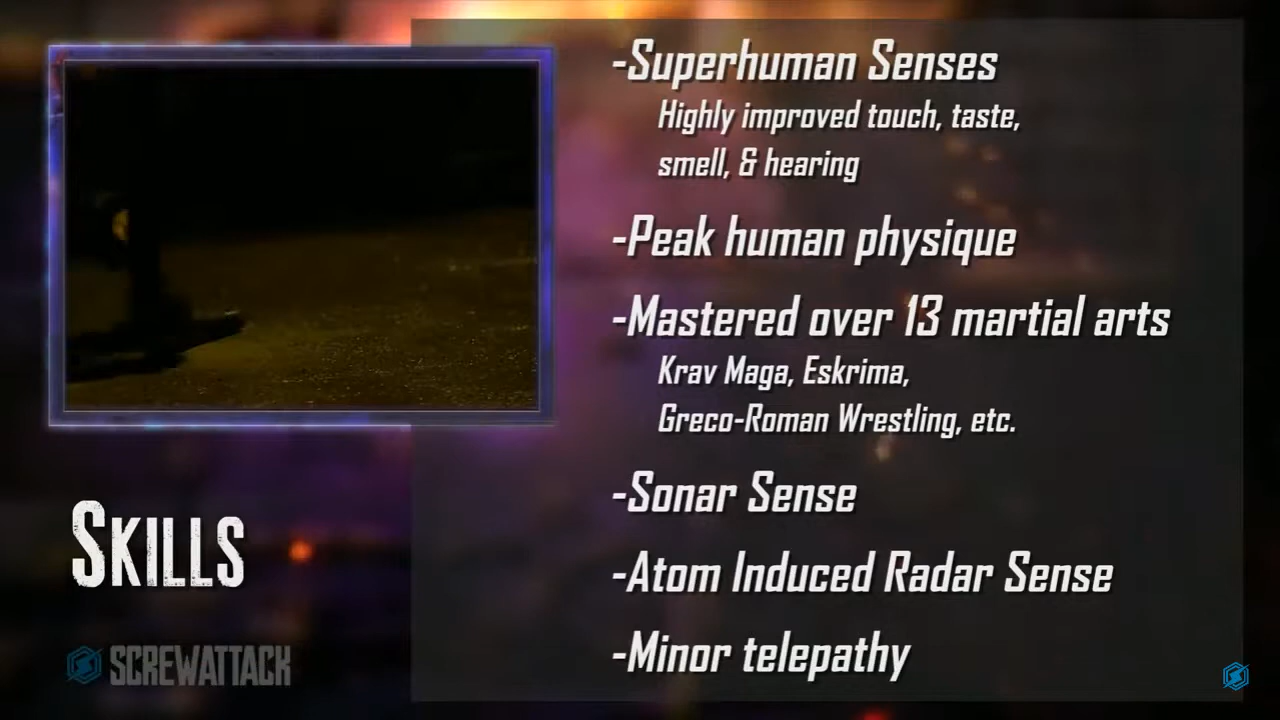 -Superhuman Senses
Highly improved touch, taste,
smell, & hearing
-Peak human physique
-Mastered over 13 martial arts
Krav Maga, Eskrima,
Greco-Roman Wrestling, etc.
-Sonar Sense
-Atom Induced Radar Sense
-Minor telepathy
SKILLS
SCREWATTACK